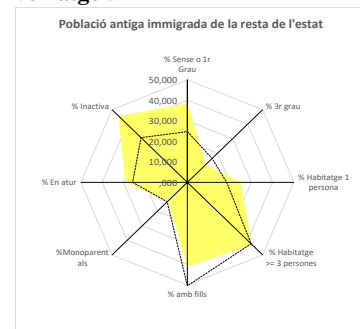 Població antiga immigrada de la resta de l'estat
% Sense o 1r
Grau
50,000
% Inactiva
40,000
% 3r grau
30,000
20,000
10,000
% En atur
,000
% Habitatge 1
persona
%Monoparent
als
% Habitatge
>= 3 persones
% amb fills